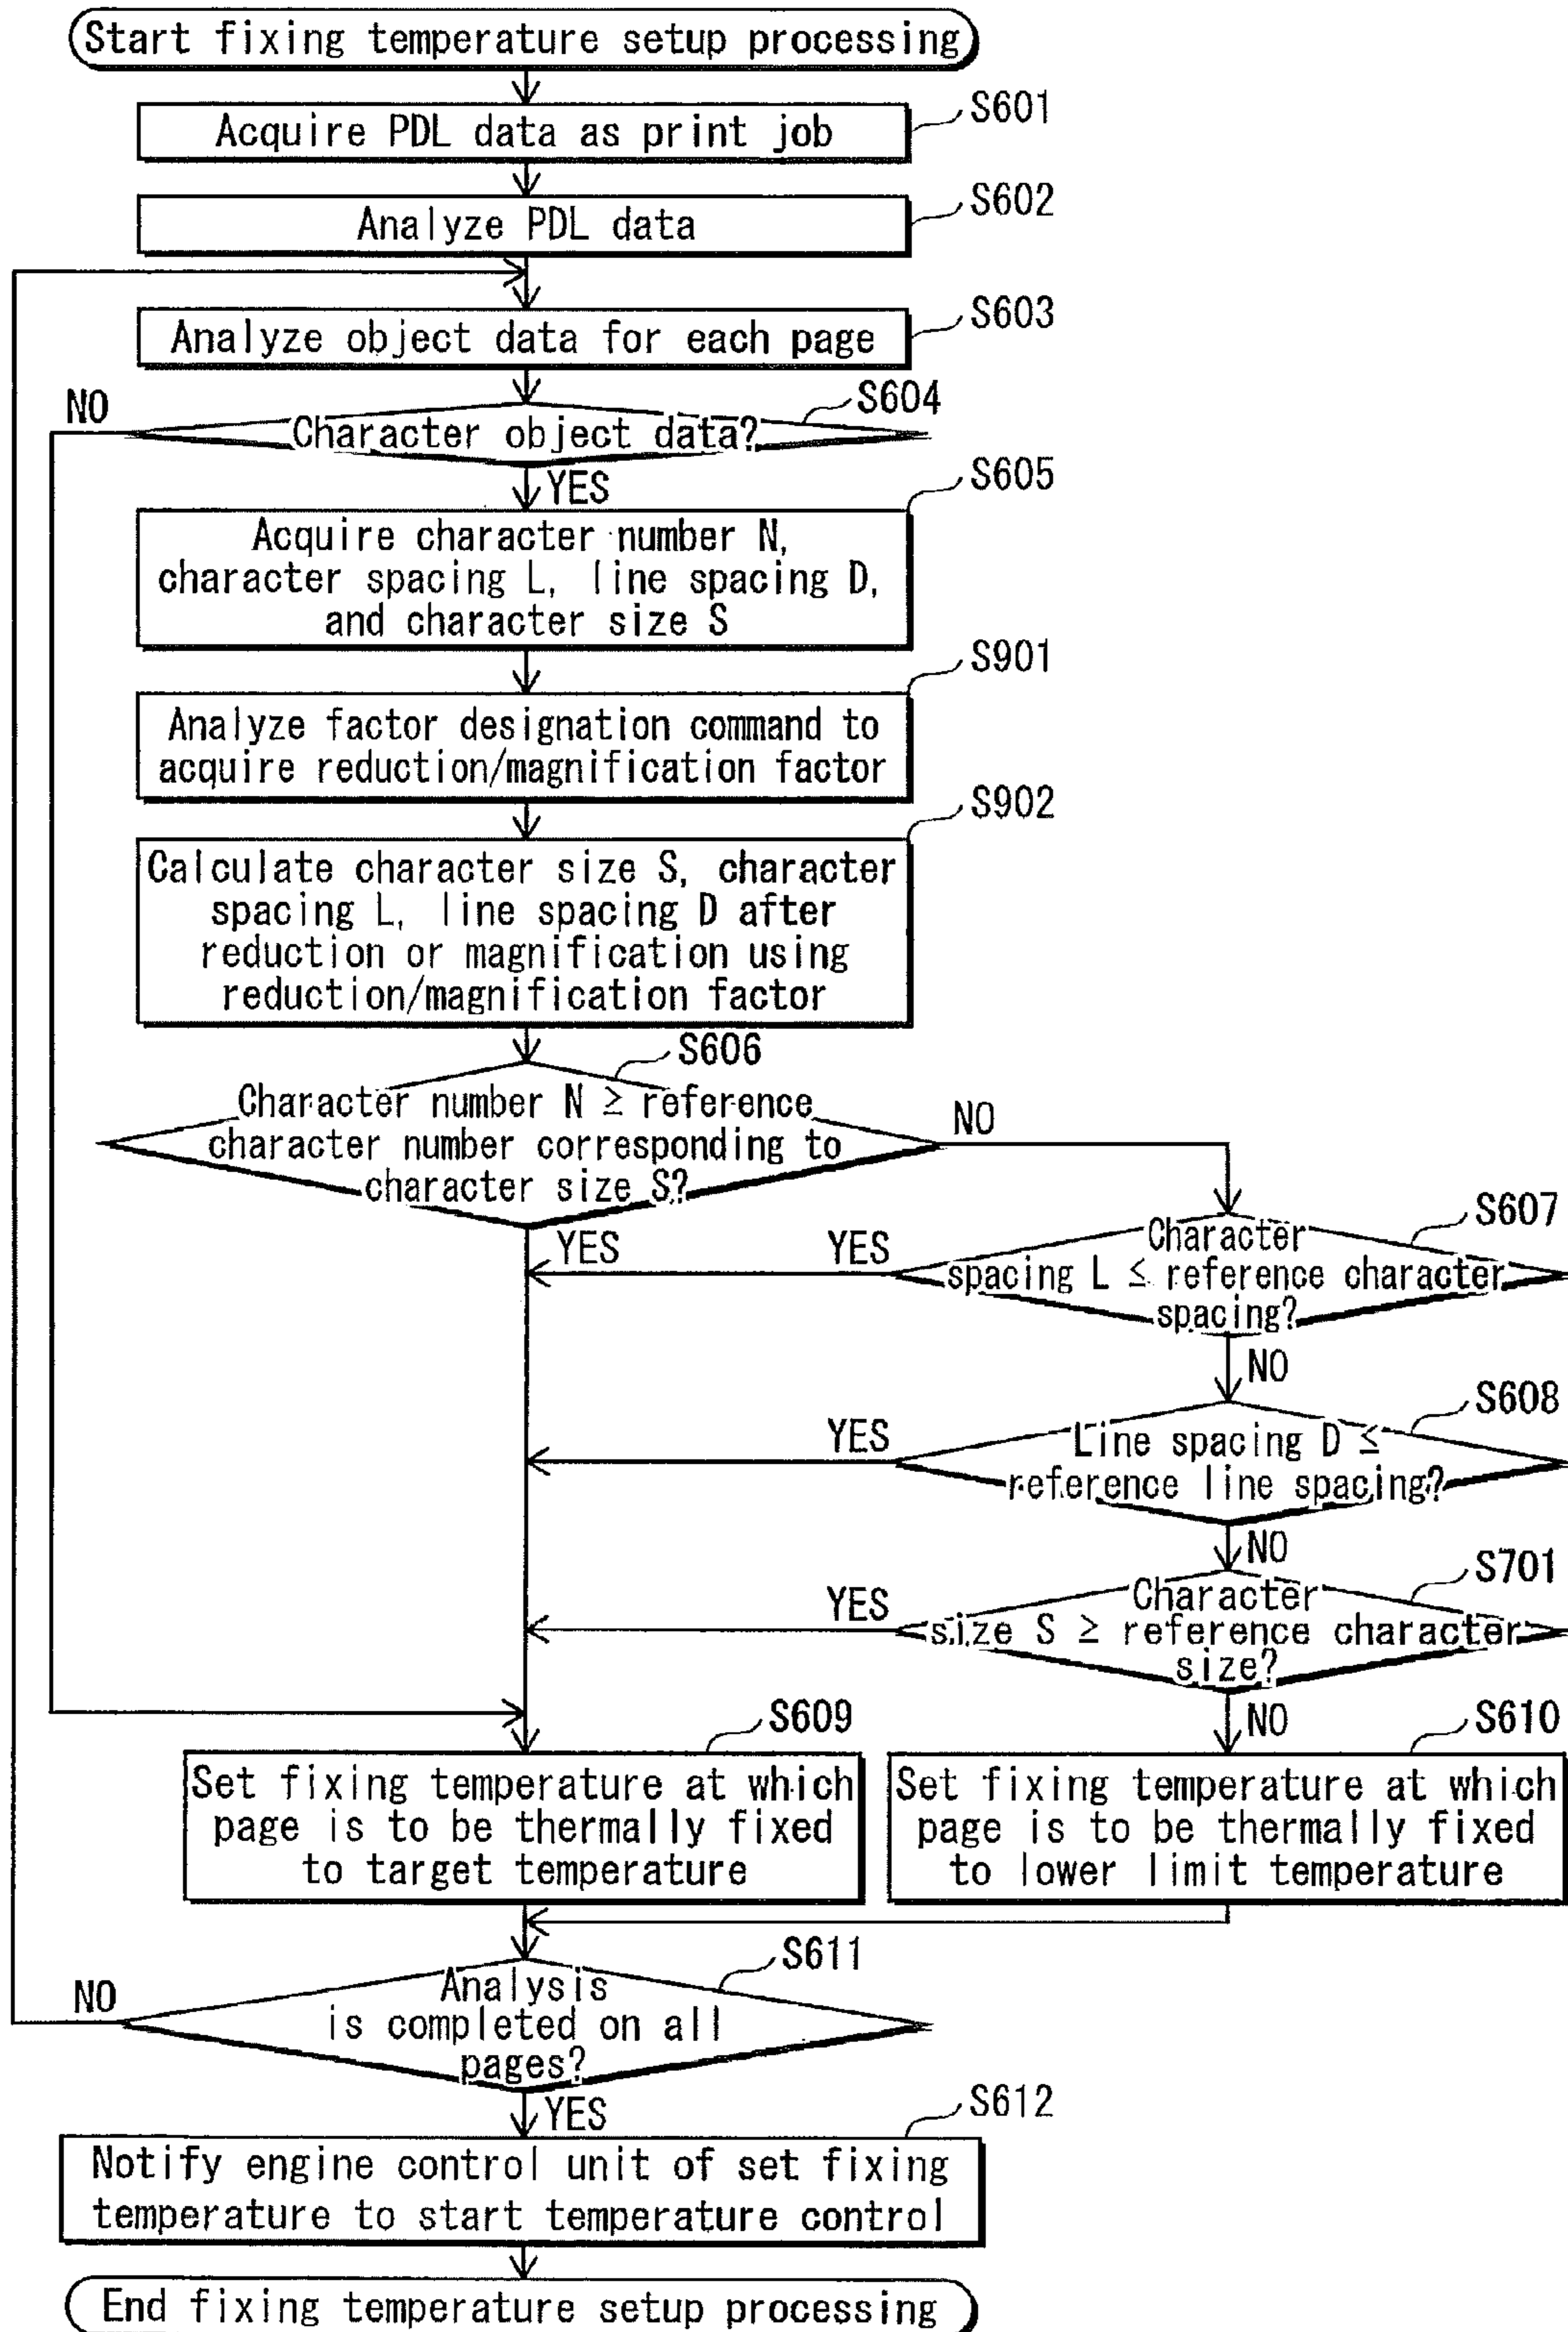 Start fixing temperature setup processing
S601
Acquire PDL data as print job
S602
Analyze PDL data
S603
Analyze object data for each page
S604
NO
Character object data?
YES
S605
Acquire character number N,
character spacing L, line spacing D,
and character size S
S901
Analyze factor designation command to
acquire reduction/magnification factor
S902
Calculate character size S, character
spacing L, line spacing D after
reduction or magnification using
reduction/magnification factor
S606
Character number N ≥ reference
character number corresponding to
character size S?
NO
YES
S607
YES
Character
spacing L ≤ reference character
spacing?
NO
S608
YES
Line spacing D ≤
reference line spacing?
NO
S701
YES
Character
size S ≥ reference character
size?
NO
S609
Set fixing temperature at which
page is to be thermally fixed
to target temperature
S610
Set fixing temperature at which
page is to be thermally fixed
to lower limit temperature
S611
NO
Analysis
is completed on all
pages?
YES
S612
Notify engine control unit of set fixing
temperature to start temperature control
End fixing temperature setup processing